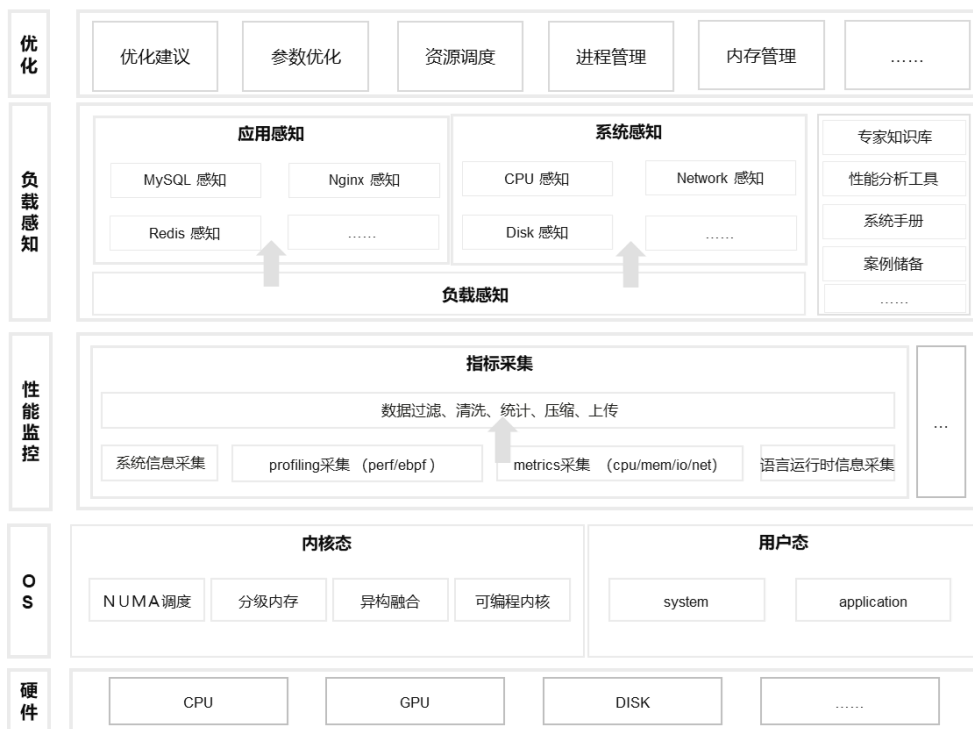 优化
优化建议
参数优化
资源调度
进程管理
内存管理
……
负载感知
应用感知
MySQL 感知
Nginx 感知
Redis 感知
……
系统感知
CPU 感知
Network 感知
Disk 感知
……
负载感知
专家知识库
性能分析工具
系统手册
案例储备
……
性能监控
指标采集
数据过滤、清洗、统计、压缩、上传
系统信息采集
profiling采集 （perf/ebpf ）
metrics采集 （cpu/mem/io/net）
语言运行时信息采集
…
OS
内核态
NUMA调度
分级内存
异构融合
可编程内核
用户态
system
application
硬件
CPU
GPU
DISK
……